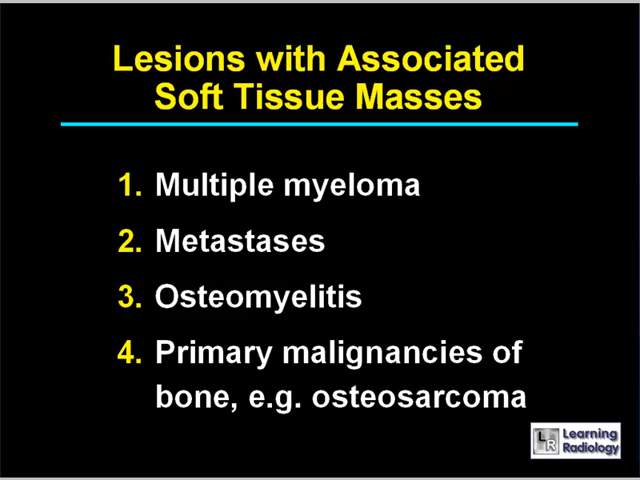 Lesions with Associated
Soft Tissue Masses
1. Multiple myeloma
2. Metastases
3. Osteomyelitis
4. Primary malignancies of
bone, e.g. osteosarcoma
LR Learning
Radiology